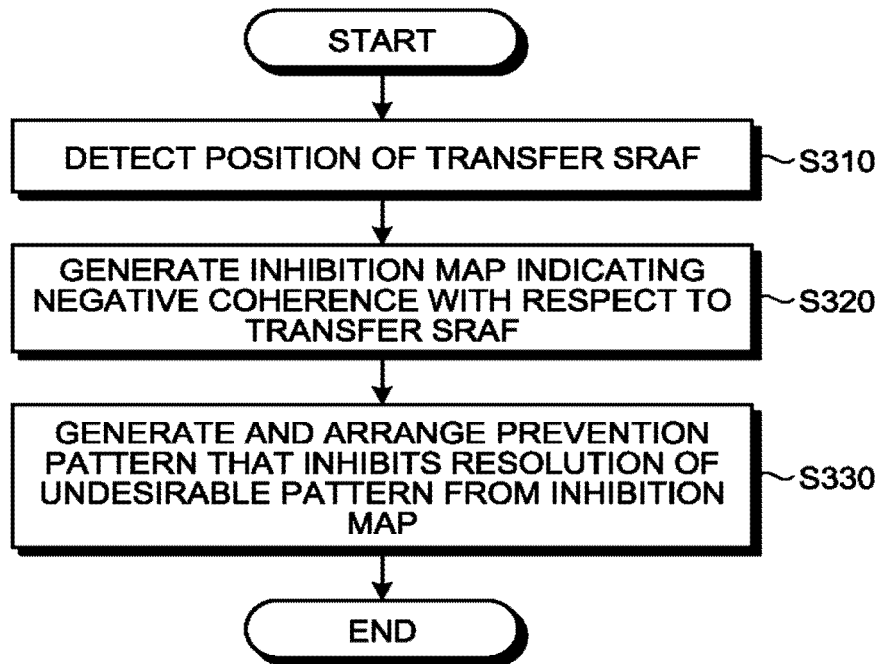 START
DETECT POSITION OF TRANSFER SRAF
S310
GENERATE INHIBITION MAP INDICATING
NEGATIVE COHERENCE WITH RESPECT TO
TRANSFER SRAF
S320
GENERATE AND ARRANGE PREVENTION
PATTERN THAT INHIBITS RESOLUTION OF
UNDESIRABLE PATTERN FROM INHIBITION
MAP
S330
END